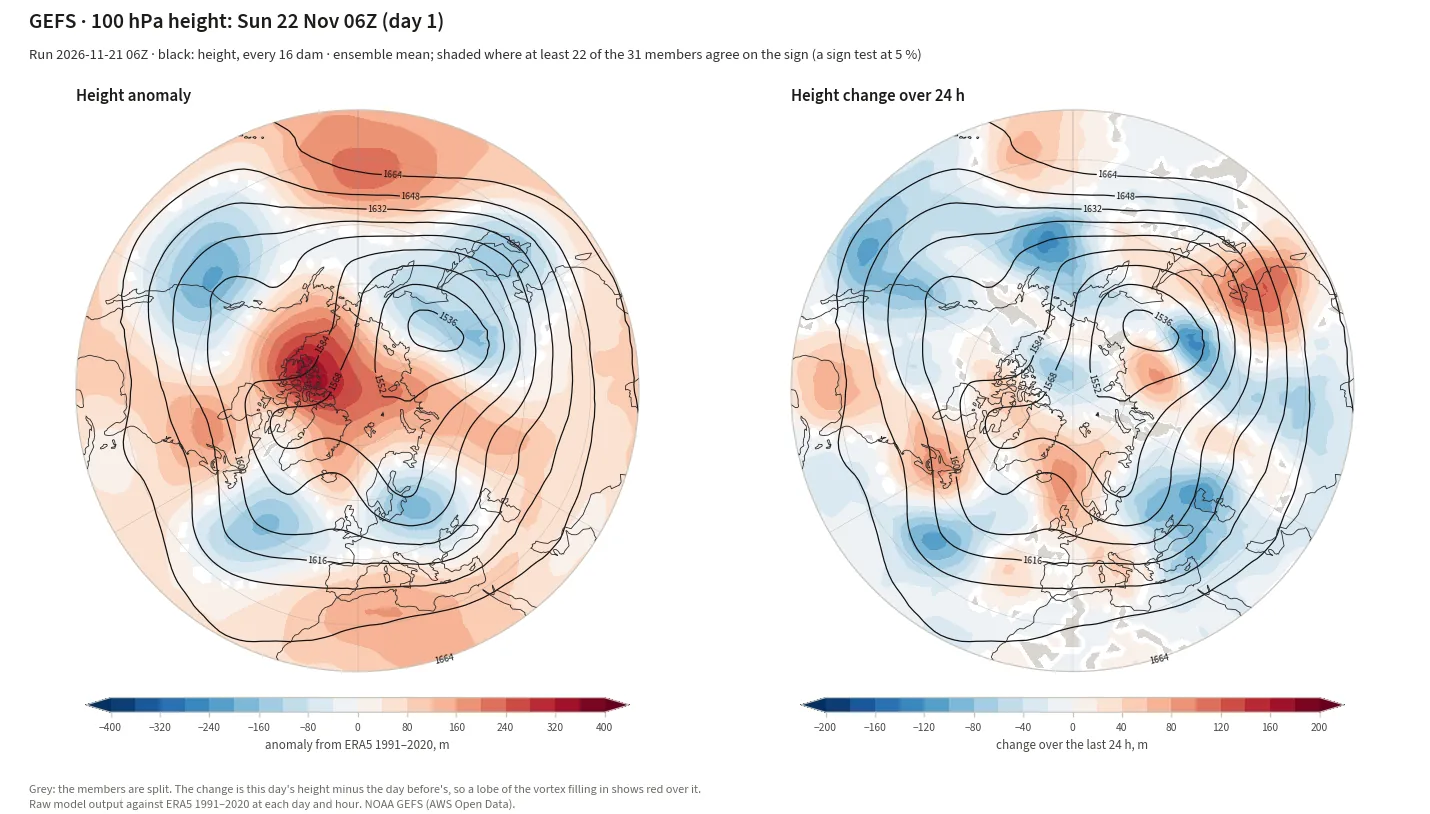 GEFS · 100 hPa height: Sun 22 Nov 06Z (day 1)
Run 2026-11-21 06Z · black: height, every 16 dam · ensemble mean; shaded where at least 22 of the 31 members agree on the sign (a sign test at 5 %)
Height anomaly
Height change over 24 h
1664
1648
1632
1536
1584
1568
1552
1616
1664
1664
1648
1632
1536
1584
1568
1552
1616
1664
−400 −320 −240 −160 −80 0 80 160 240 320 400
anomaly from ERA5 1991–2020, m
−200 −160 −120 −80 −40 0 40 80 120 160 200
change over the last 24 h, m
Grey: the members are split. The change is this day's height minus the day before's, so a lobe of the vortex filling in shows red over it.
Raw model output against ERA5 1991–2020 at each day and hour. NOAA GEFS (AWS Open Data).